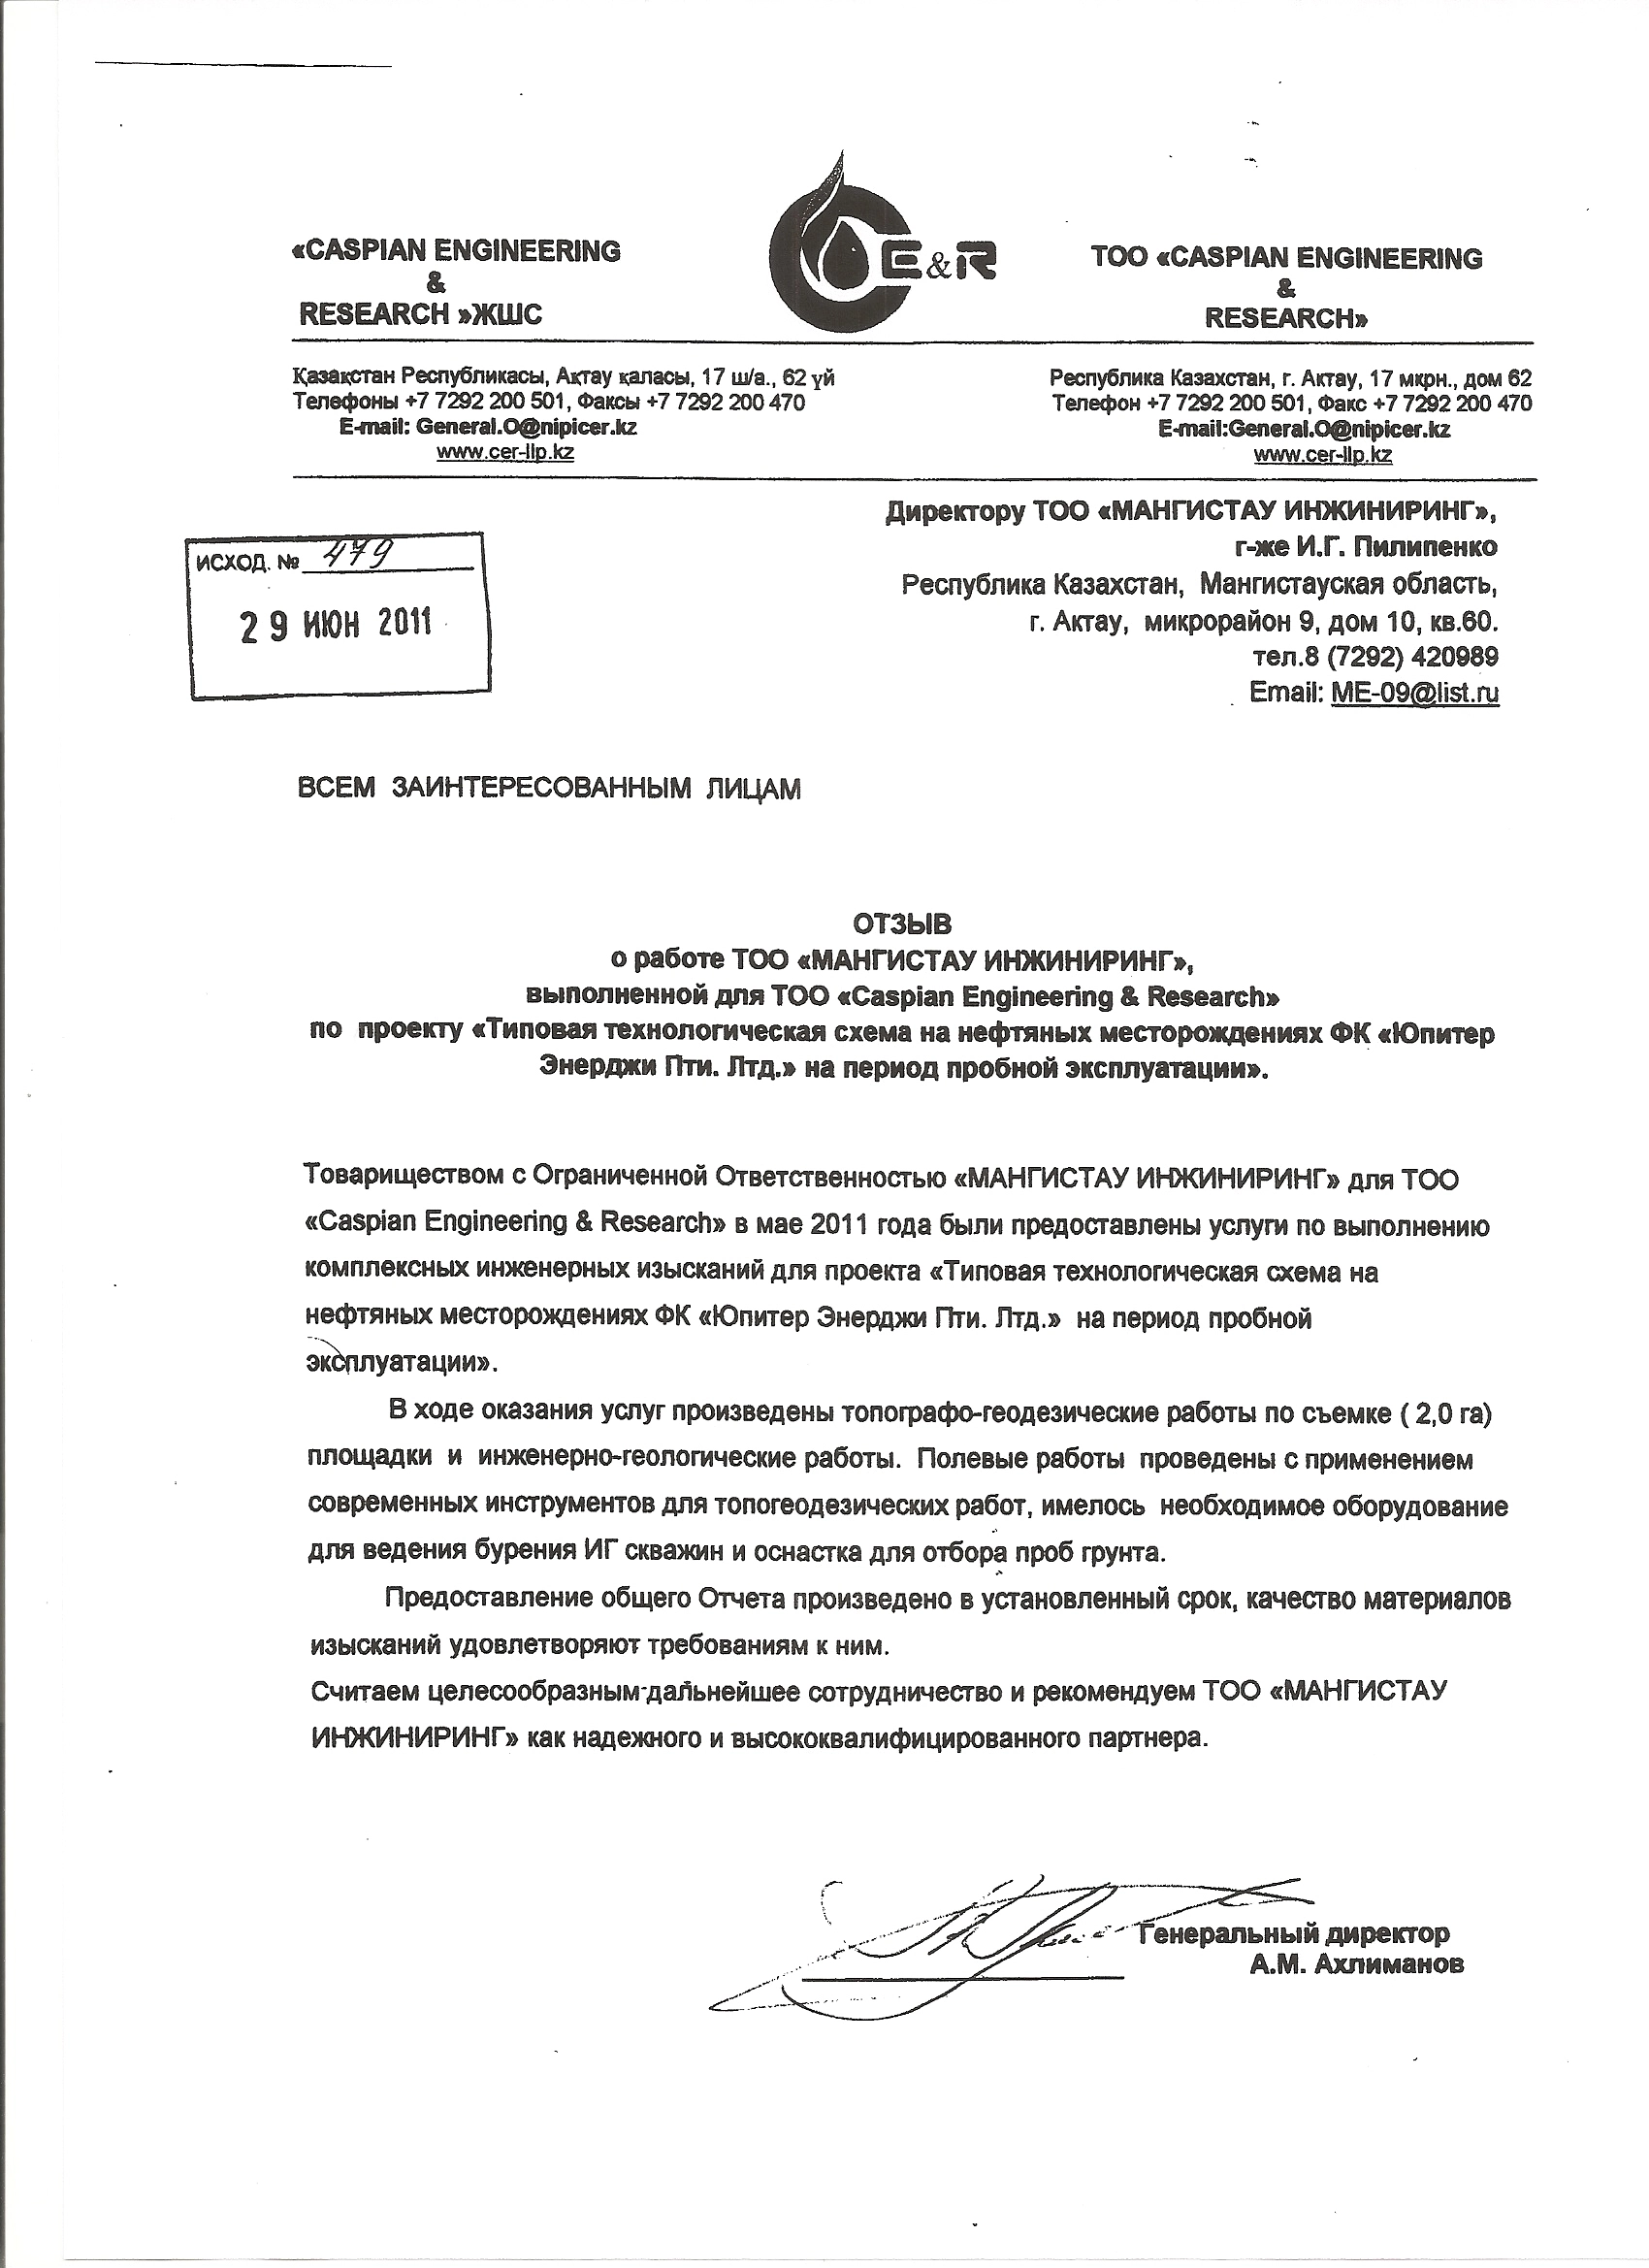 «CASPIAN ENGINEERING
&
RESEARCH »ЖШС
E&R
ТОО «CASPIAN ENGINEERING
&
RESEARCH»
Қазақстан Республикасы, Ақтау қаласы, 17 ш/а., 62 үй
Телефоны +7 7292 200 501, Факсы +7 7292 200 470
E-mail: General.O@nipicer.kz
www.cer-llp.kz
Республика Казахстан, г. Актау, 17 мкрн., дом 62
Телефон +7 7292 200 501, Факс +7 7292 200 470
E-mail:General.O@nipicer.kz
www.cer-llp.kz
ИСХОД. № 479
29 ИЮН 2011
Директору ТОО «МАНГИСТАУ ИНЖИНИРИНГ»,
г-же И.Г. Пилипенко
Республика Казахстан, Мангистауская область,
г. Актау, микрорайон 9, дом 10, кв.60.
тел.8 (7292) 420989
Email: ME-09@list.ru
ВСЕМ ЗАИНТЕРЕСОВАННЫМ ЛИЦАМ
ОТЗЫВ
о работе ТОО «МАНГИСТАУ ИНЖИНИРИНГ»,
выполненной для ТОО «Caspian Engineering & Research»
по проекту «Типовая технологическая схема на нефтяных месторождениях ФК «Юпитер
Энерджи Пти. Лтд.» на период пробной эксплуатации».
Товариществом с Ограниченной Ответственностью «МАНГИСТАУ ИНЖИНИРИНГ» для ТОО
«Caspian Engineering & Research» в мае 2011 года были предоставлены услуги по выполнению
комплексных инженерных изысканий для проекта «Типовая технологическая схема на
нефтяных месторождениях ФК «Юпитер Энерджи Пти. Лтд.» на период пробной
эксплуатации».
В ходе оказания услуг произведены топографо-геодезические работы по съемке ( 2,0 га)
площадки и инженерно-геологические работы. Полевые работы проведены с применением
современных инструментов для топогеодезических работ, имелось необходимое оборудование
для ведения бурения ИГ скважин и оснастка для отбора проб грунта.
Предоставление общего Отчета произведено в установленный срок, качество материалов
изысканий удовлетворяют требованиям к ним.
Считаем целесообразным дальнейшее сотрудничество и рекомендуем ТОО «МАНГИСТАУ
ИНЖИНИРИНГ» как надежного и высококвалифицированного партнера.
Генеральный директор
А.М. Ахлиманов